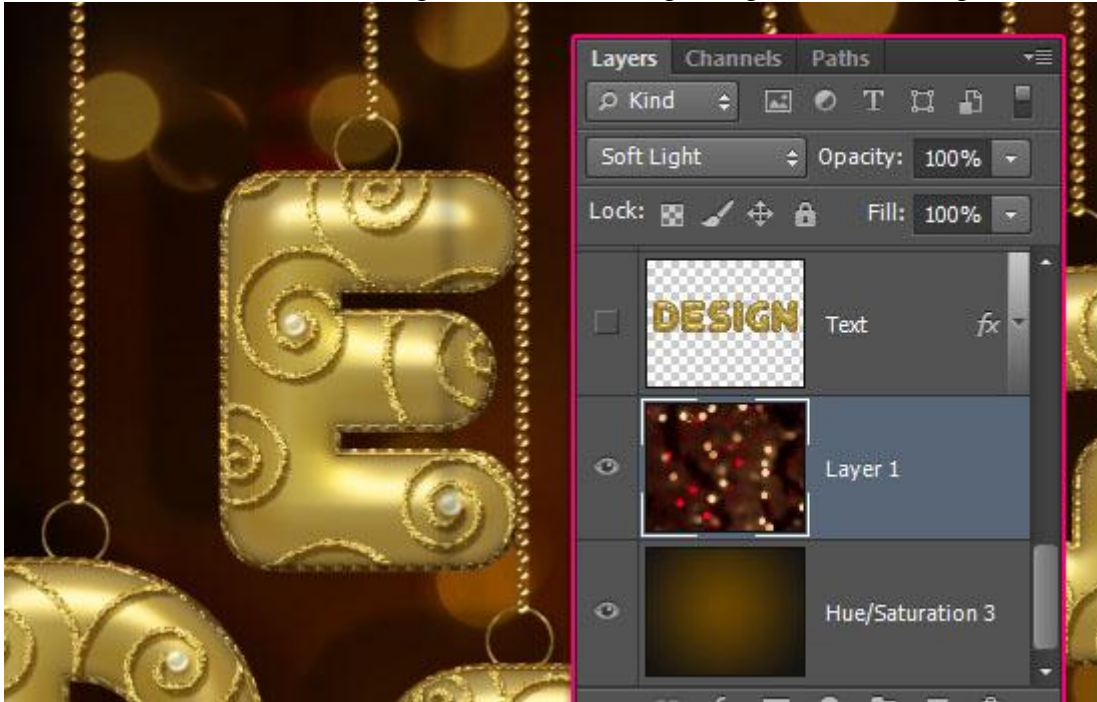 E
Layers Channels Paths
Kind
Soft Light Opacity: 100%
Lock: Fill: 100%
DESIGN Text fx
Layer 1
Hue/Saturation 3